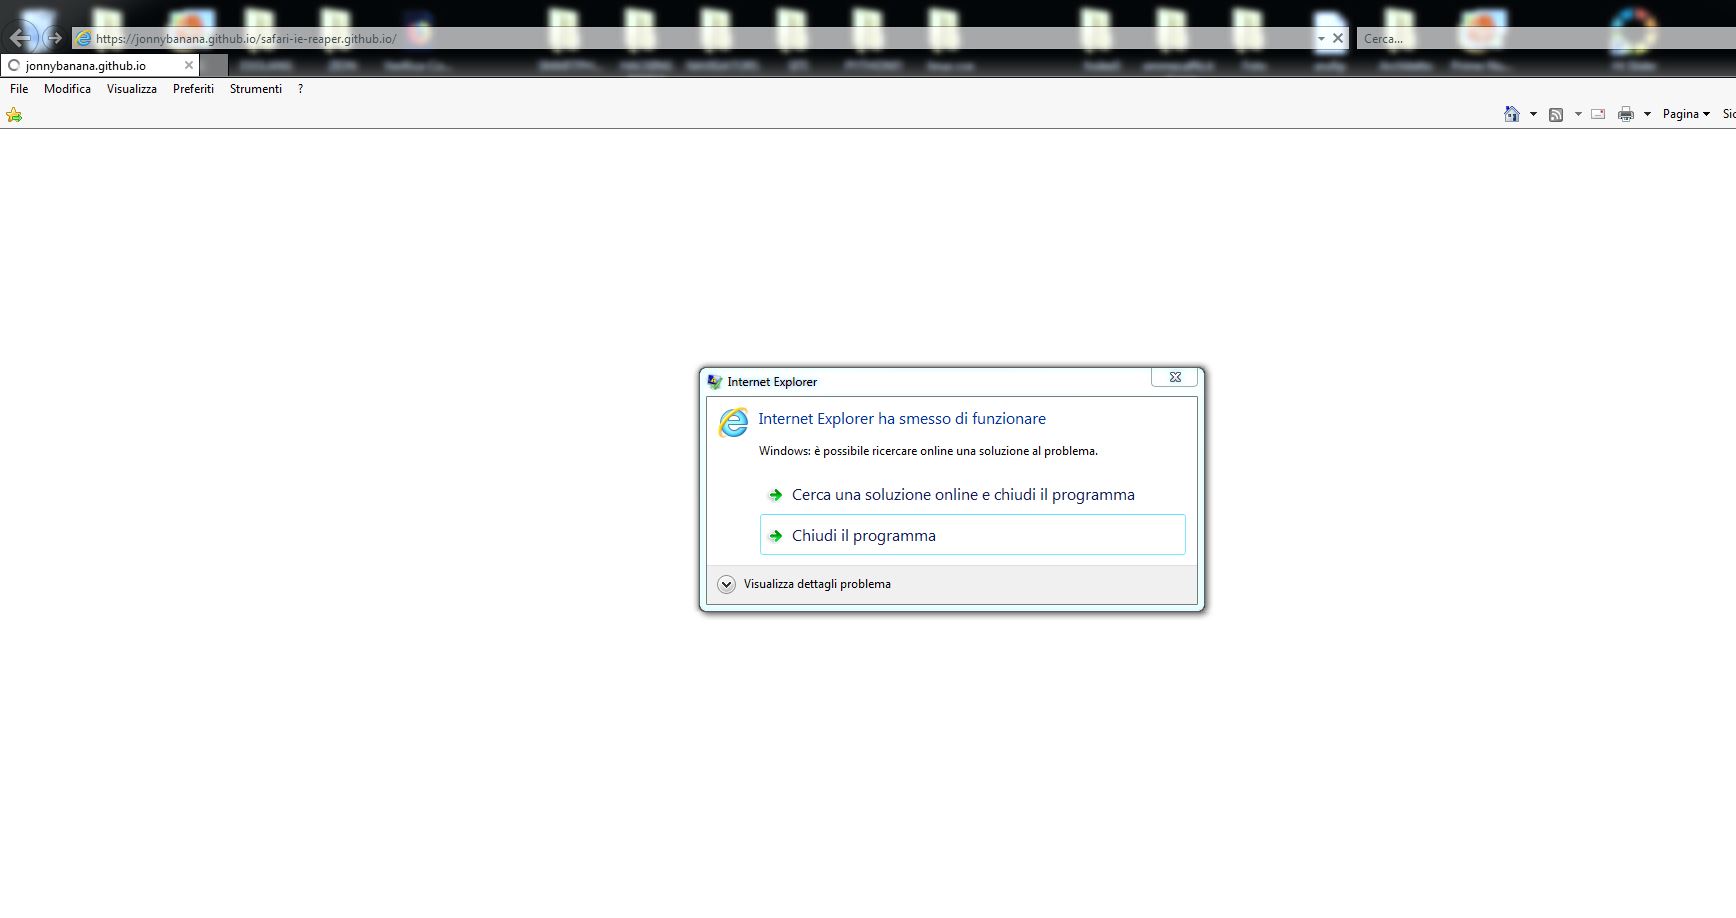 https://jonnybanana.github.io/safari-ie-reaper.github.io/
Cerca...
jonnybanana.github.io
File Modifica Visualizza Preferiti Strumenti ?
Pagina
Internet Explorer
Internet Explorer ha smesso di funzionare
Windows: è possibile ricercare online una soluzione al problema.
Cerca una soluzione online e chiudi il programma
Chiudi il programma
Visualizza dettagli problema